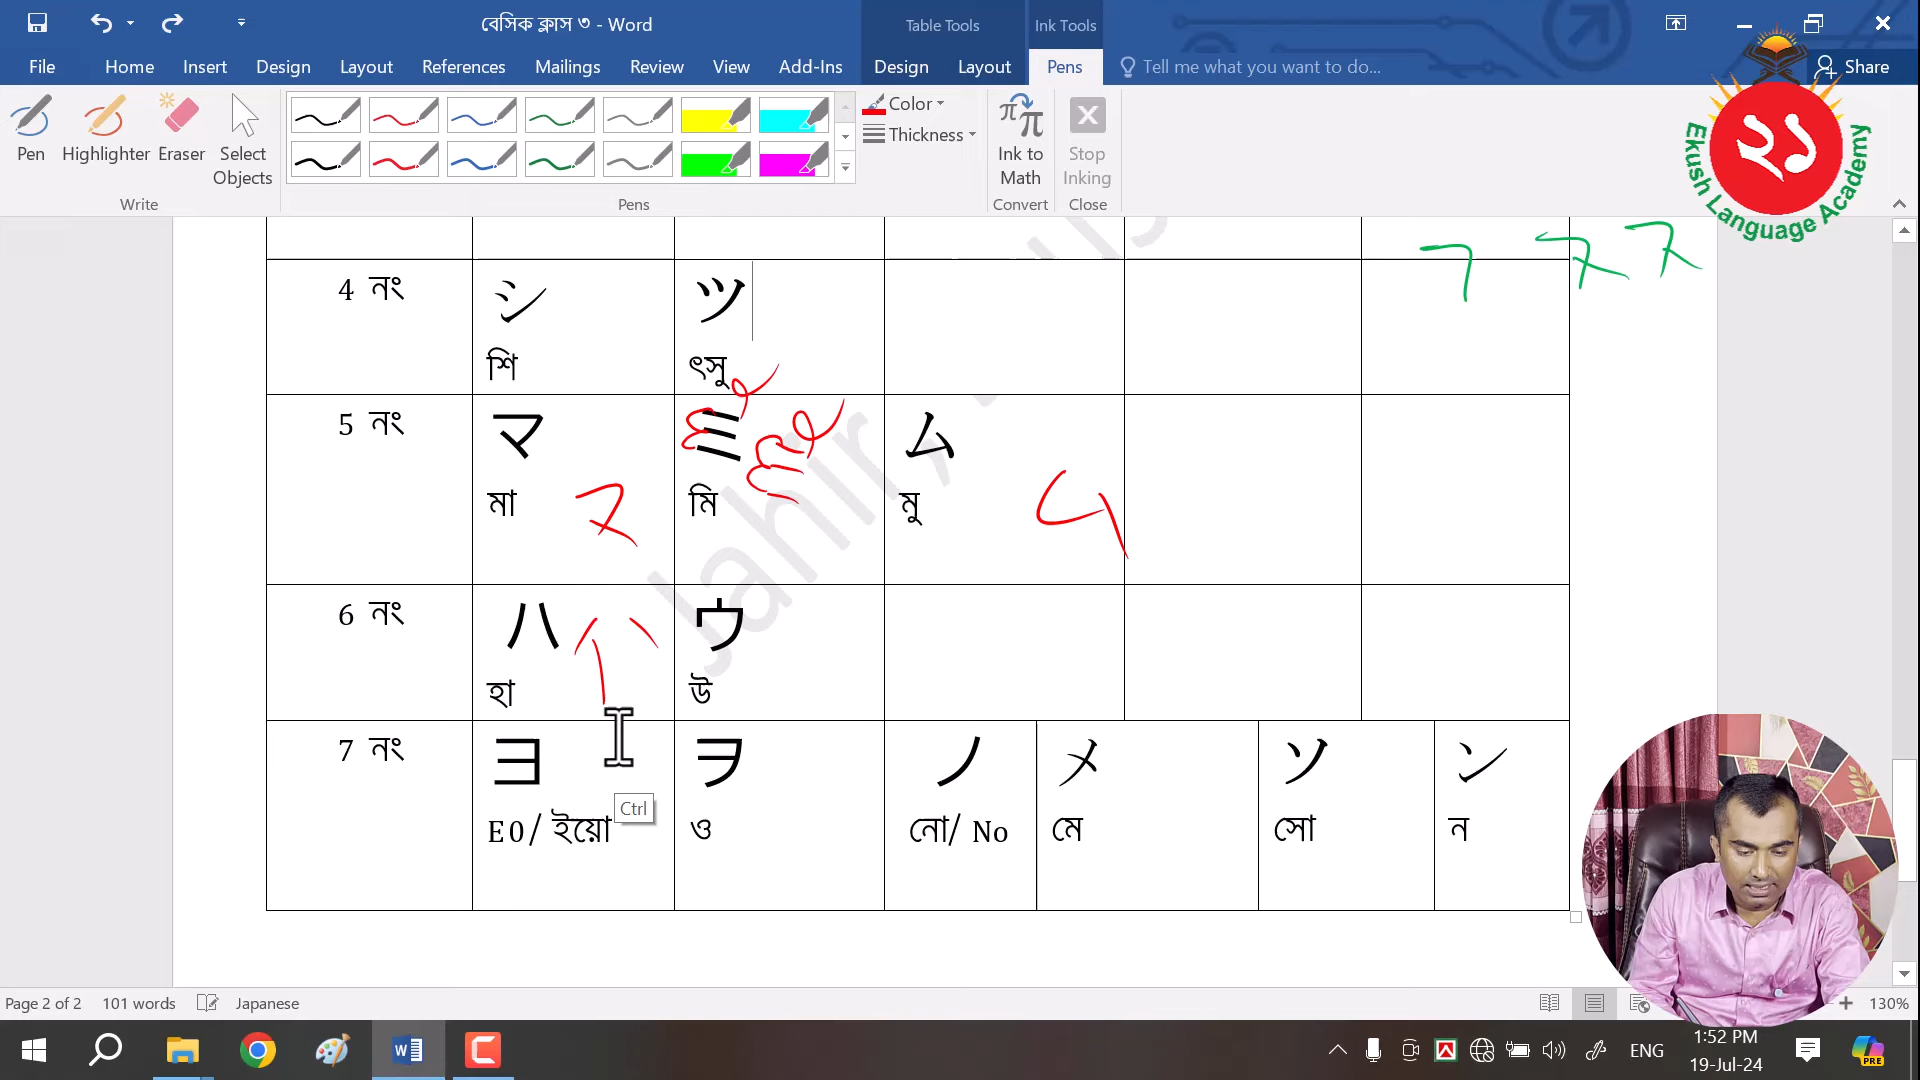 বেসিক ক্লাস ৩ - Word
Table Tools
Ink Tools
File
Home
Insert
Design
Layout
References
Mailings
Review
View
Add-Ins
Design
Layout
Pens
Tell me what you want to do...
Share
Pen
Highlighter
Eraser
Select Objects
Color
Thickness
Ink to Math
Stop Inking
Write
Pens
Convert
Close
২১
Ekush Language Academy
4 নং
シ
শি
ツ
ৎসু
5 নং
マ
মা
ミ
মি
ム
মু
6 নং
ハ
হা
ウ
উ
7 নং
ヨ
E0/ ইয়ো
ヲ
ও
ノ
নো/ No
メ
মে
ソ
সো
ン
ন
Ctrl
Jahir
Page 2 of 2
101 words
Japanese
130%
ENG
1:52 PM
19-Jul-24
PRE